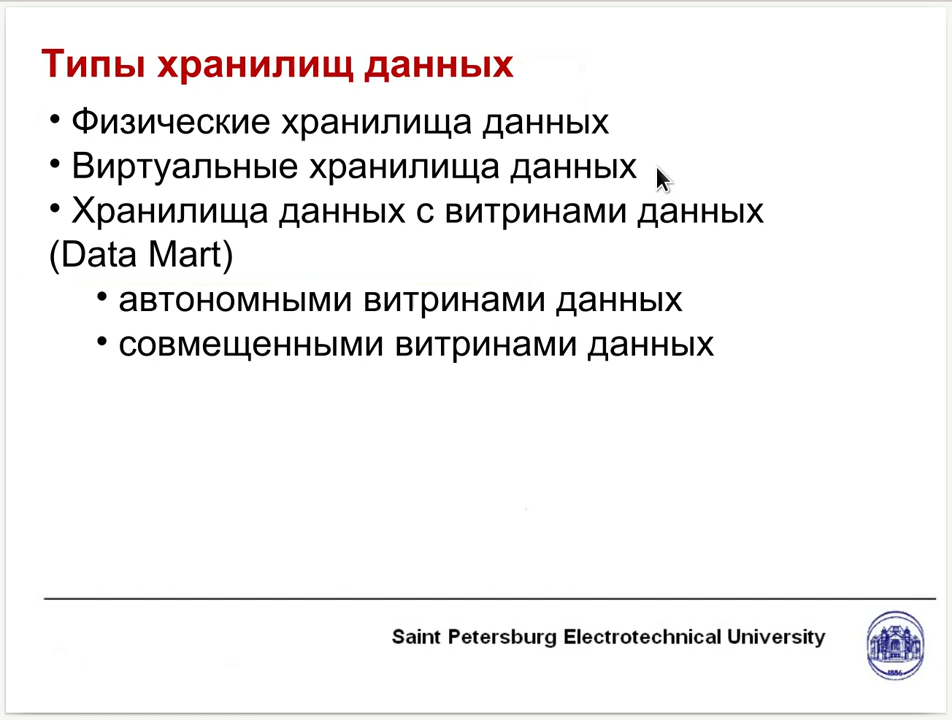 Типы хранилищ данных
• Физические хранилища данных
• Виртуальные хранилища данных
• Хранилища данных с витринами данных
(Data Mart)
• автономными витринами данных
• совмещенными витринами данных
Saint Petersburg Electrotechnical University
1886